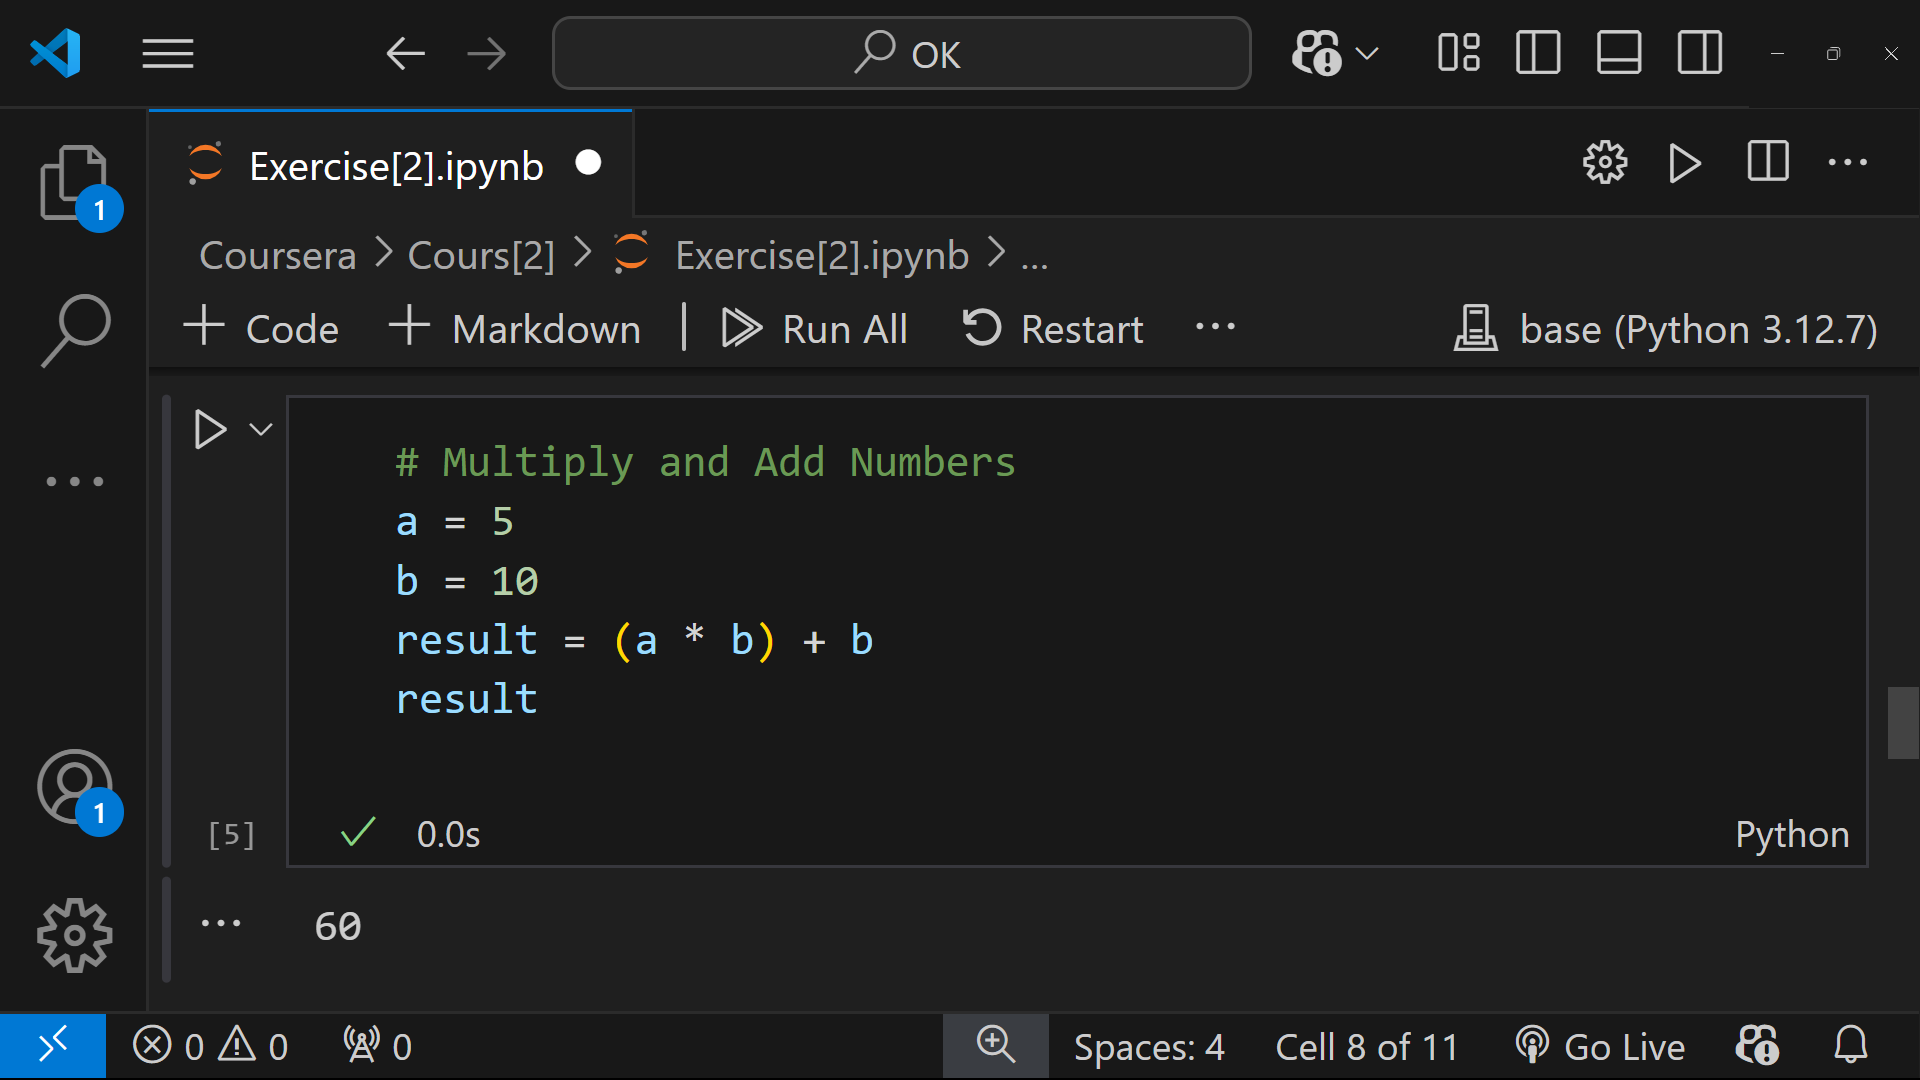 OK
Exercise[2].ipynb
1
Coursera > Cours[2] > Exercise[2].ipynb > ...
Code Markdown Run All Restart ... base (Python 3.12.7)
# Multiply and Add Numbers
a = 5
b = 10
result = (a * b) + b
result
1
[5] 0.0s Python
60
0 0 0 Spaces: 4 Cell 8 of 11 Go Live